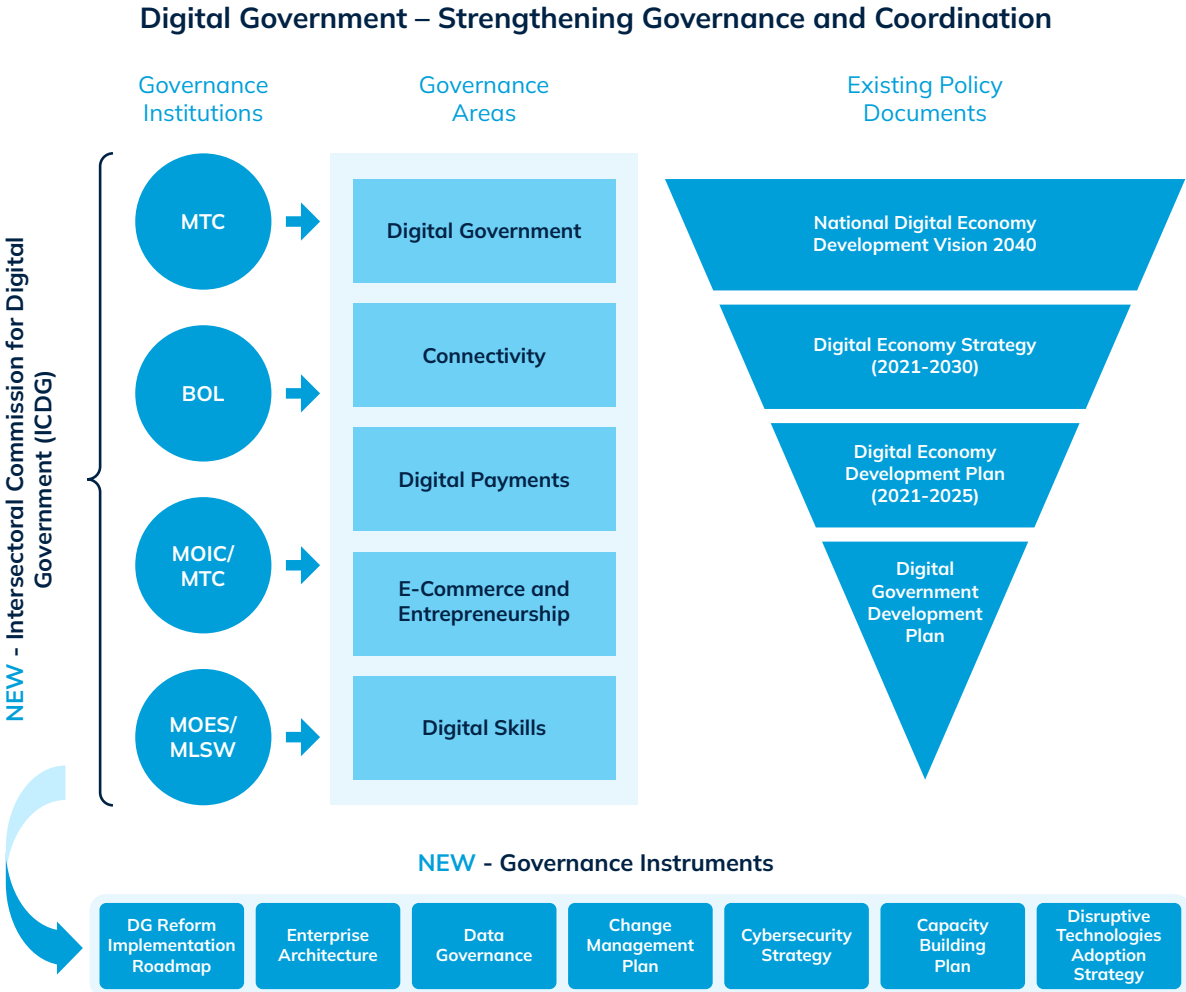 Digital Government – Strengthening Governance and Coordination
Governance
Institutions
Governance
Areas
Existing Policy
Documents
NEW - Intersectoral Commission for Digital
Government (ICDG)
MTC
BOL
MOIC/
MTC
MOES/
MLSW
Digital Government
Connectivity
Digital Payments
E-Commerce and
Entrepreneurship
Digital Skills
National Digital Economy
Development Vision 2040
Digital Economy Strategy
(2021-2030)
Digital Economy
Development Plan
(2021-2025)
Digital
Government
Development
Plan
NEW - Governance Instruments
DG Reform
Implementation
Roadmap
Enterprise
Architecture
Data
Governance
Change
Management
Plan
Cybersecurity
Strategy
Capacity
Building
Plan
Disruptive
Technologies
Adoption
Strategy